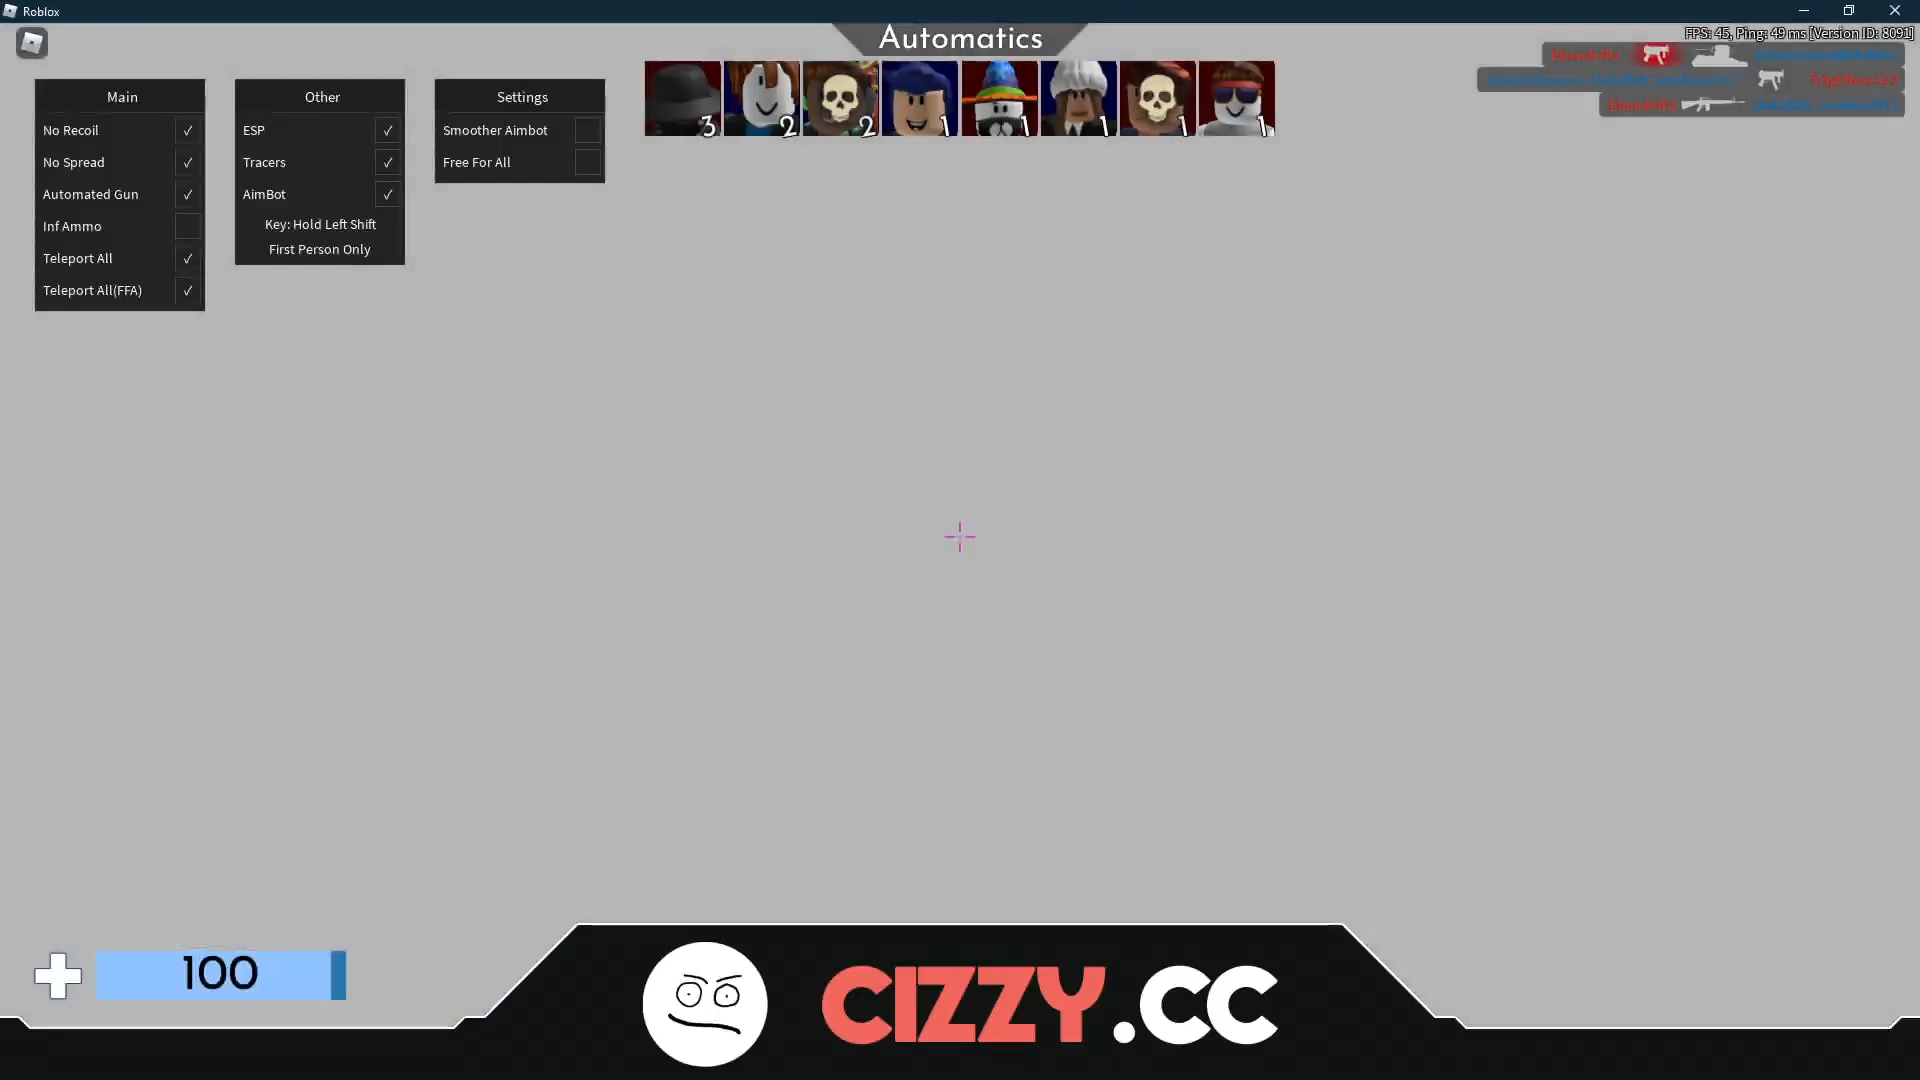 Roblox
Automatics
FPS: 45, Ping: 49 ms [Version ID: 8091]
Main
No Recoil ✓
No Spread ✓
Automated Gun ✓
Inf Ammo
Teleport All ✓
Teleport All(FFA) ✓
Other
ESP ✓
Tracers ✓
AimBot ✓
Key: Hold Left Shift
First Person Only
Settings
Smoother Aimbot
Free For All
3 2 2 1 1 1 1 1
100
CIZZY.CC